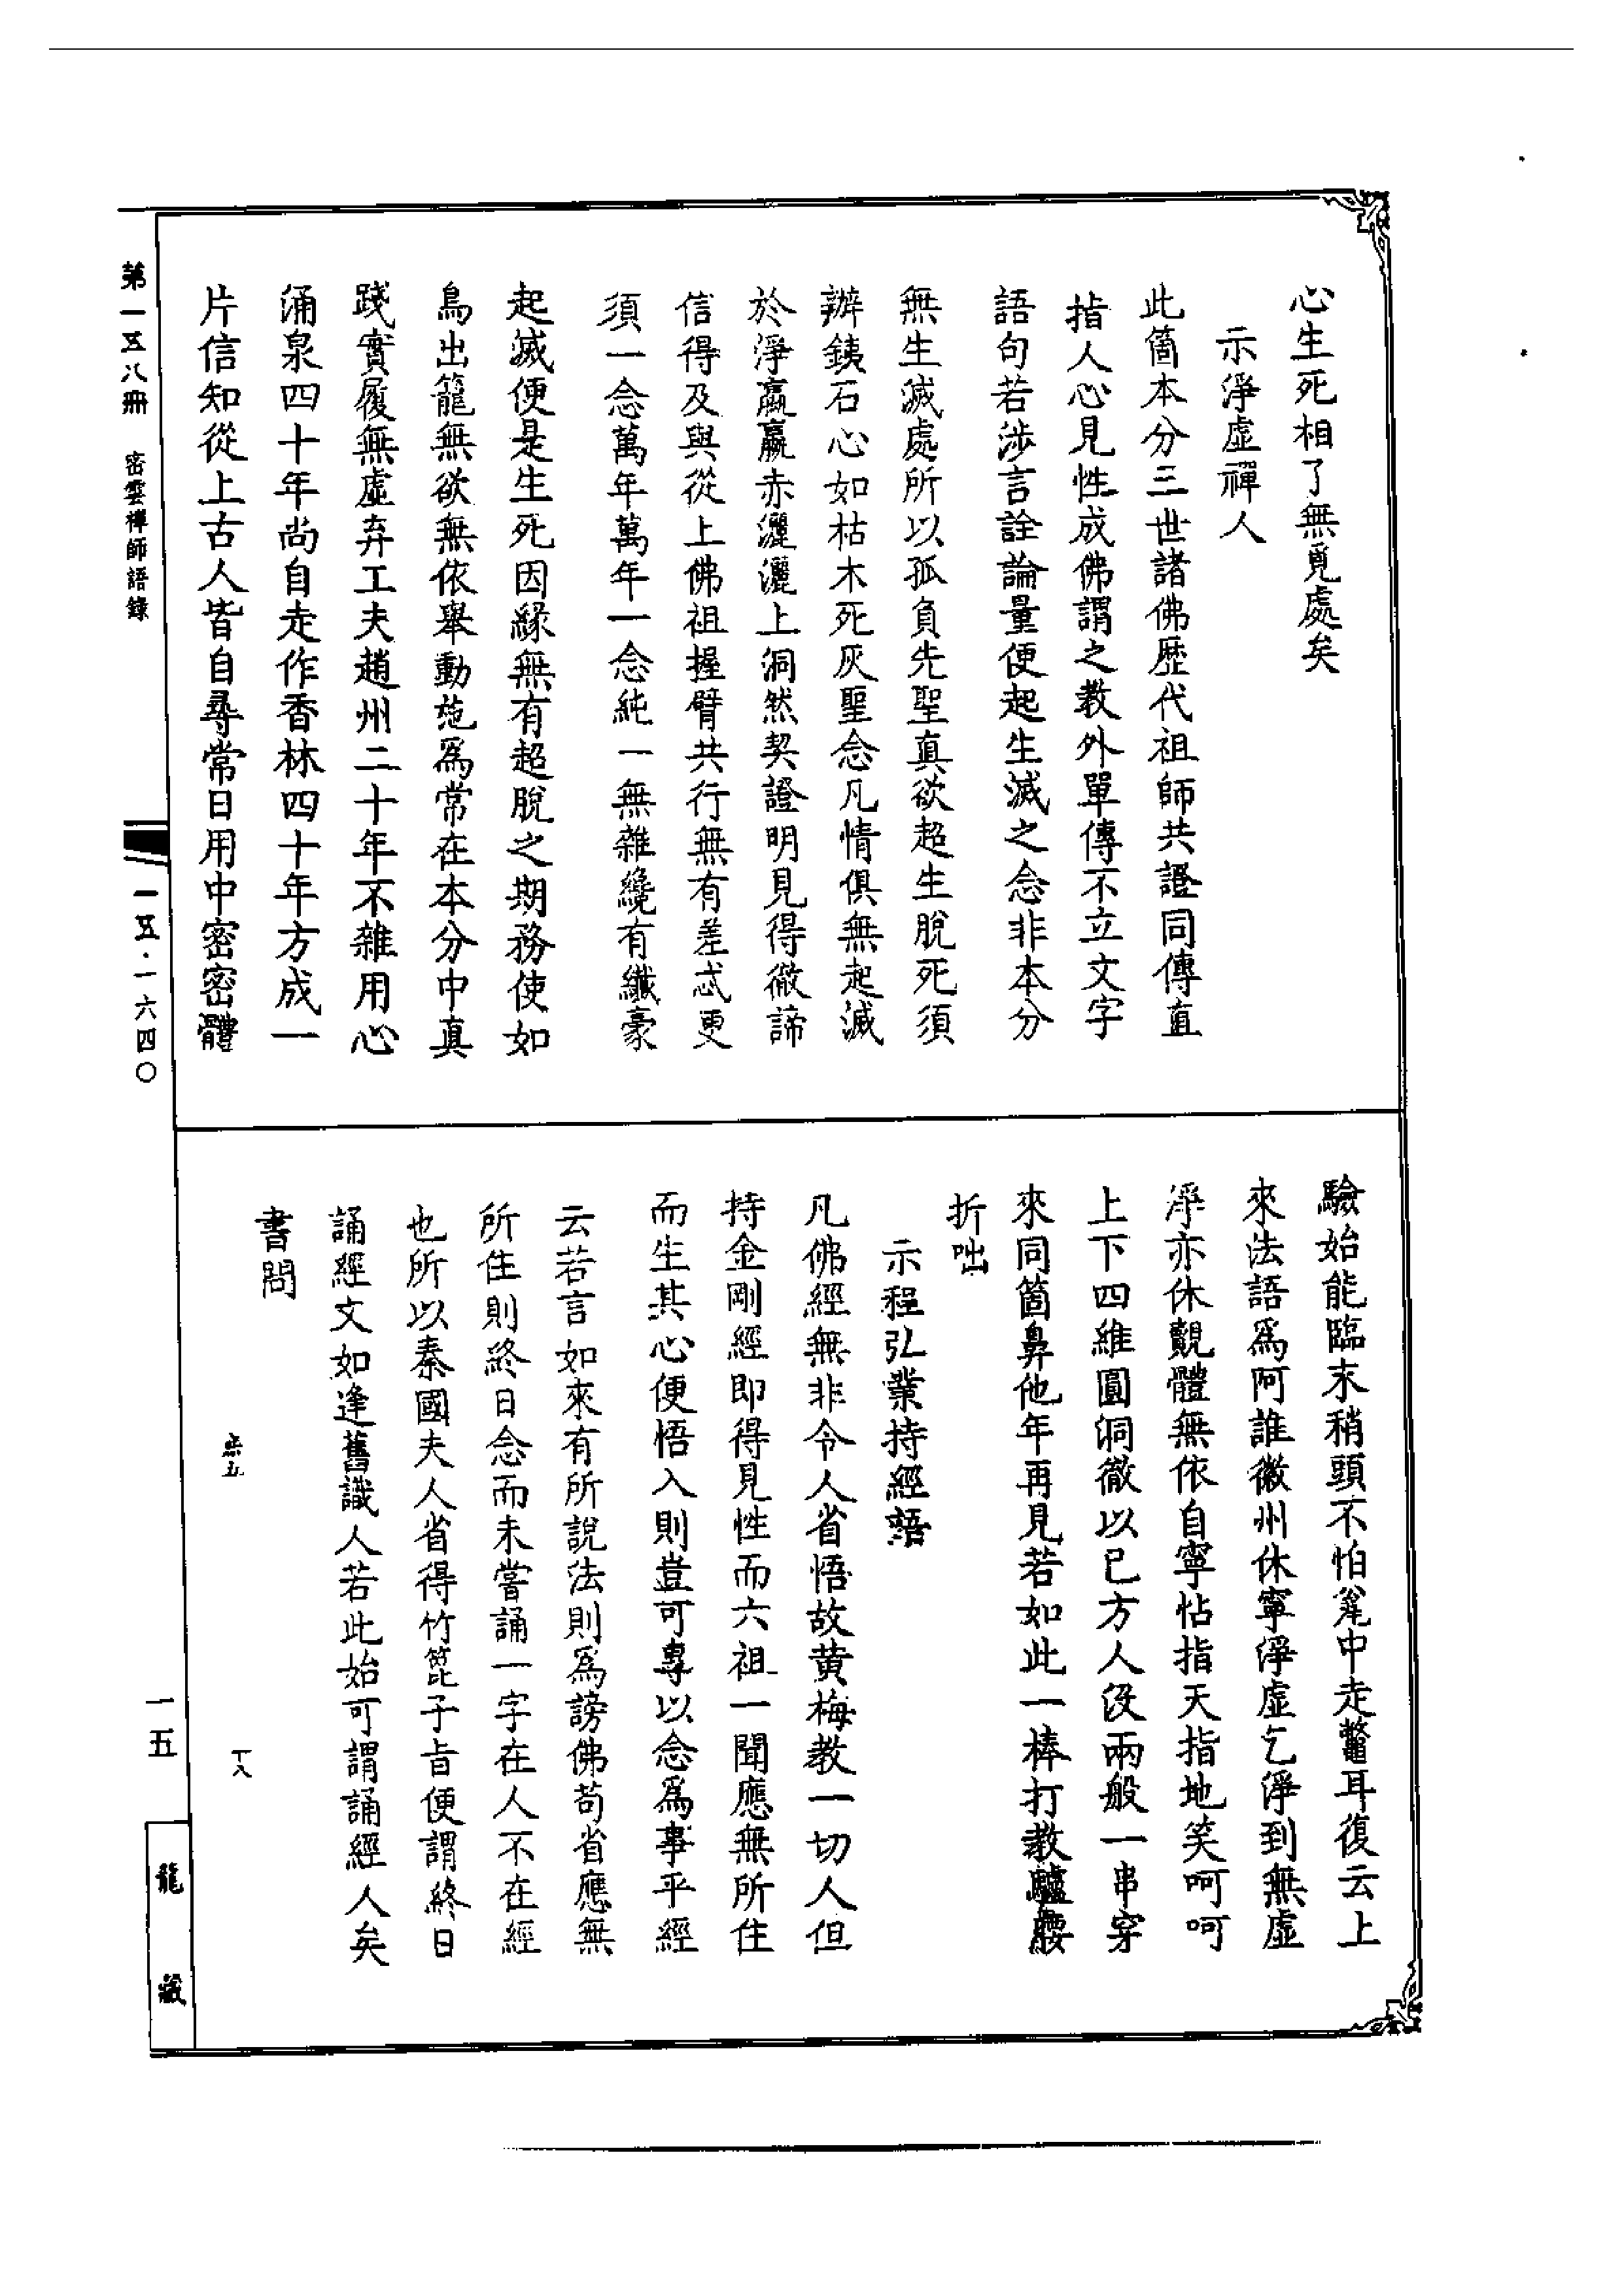 心生死相了無覓處矣
示淨虛禪人
此箇本分三世諸佛歷代祖師共證同傳直
指人心見性成佛謂之教外單傳不立文字
語句若涉言詮論量便起生滅之念非本分
無生滅處所以孤負先聖真欲超生脫死須
辦銕石心如枯木死灰聖念凡情俱無起滅
於淨臝臝赤灑灑上洞然契證明見得徹諦
信得及與從上佛祖握臂共行無有差忒更
須一念萬年萬年一念純一無雜纔有纖豪
起滅便是生死因緣無有超脫之期務使如
鳥出籠無欲無依舉動施為常在本分中真
踐實履無虛弃工夫趙州二十年不雜用心
涌泉四十年尚自走作香林四十年方成一
片信知從上古人皆自尋常日用中密密體
驗始能臨末稍頭不怕瓮中走鼈耳復云上
來法語為阿誰徽州休寧淨虛乞淨到無虛
淨亦休覿體無依自寧怗指天指地笑呵呵
上下四維圓洞徹以已方人沒兩般一串穿
來同箇鼻他年再見若如此一棒打教驢腰
折咄
示程弘業持經語
凡佛經無非令人省悟故黃梅教一切人但
持金剛經即得見性而六祖一聞應無所住
而生其心便悟入則豈可專以念為事乎經
云若言如來有所說法則為謗佛苟省應無
所住則終日念而未嘗誦一字在人不在經
也所以秦國夫人省得竹篦子旨便謂終日
誦經文如逢舊識人若此始可謂誦經人矣
書問
十八
第一五八冊 密雲禪師語錄
一五·一六四〇
一五
龍藏